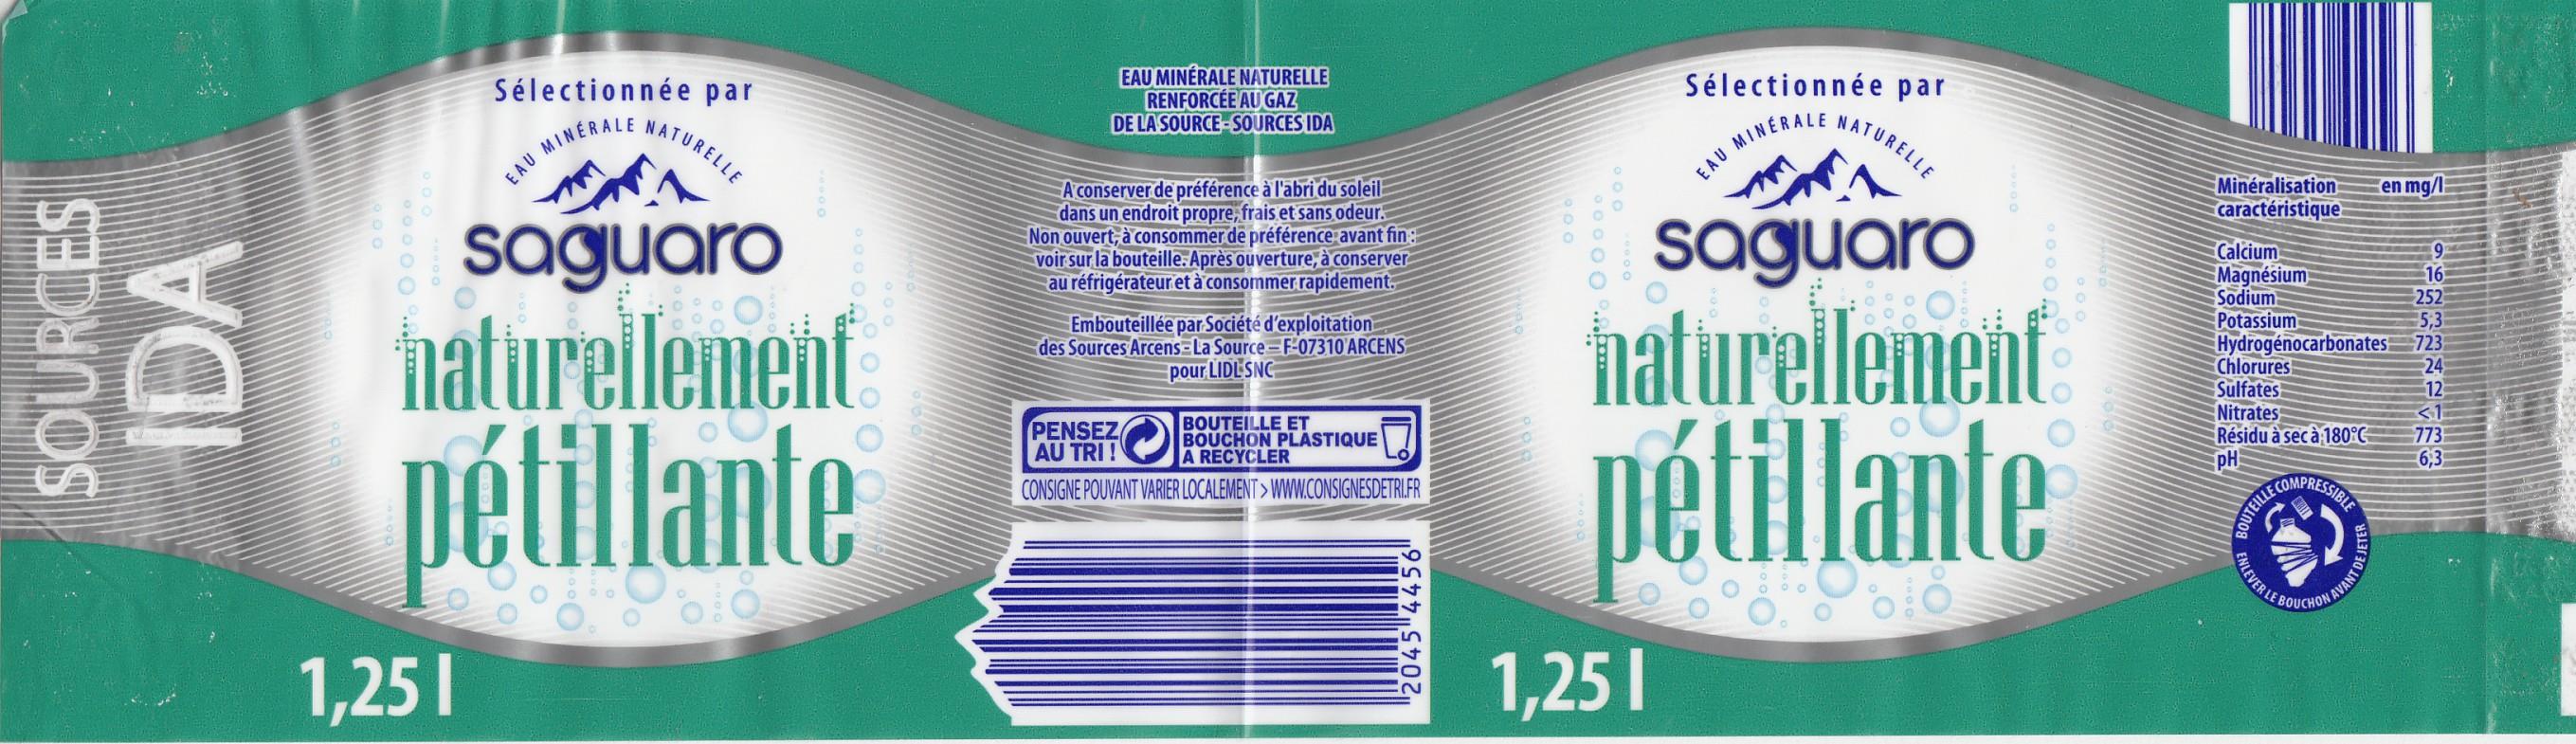 SOURCES
IDA
Sélectionnée par
EAU MINÉRALE NATURELLE
saguaro
naturellement
pétillante
1,25 l
EAU MINÉRALE NATURELLE
RENFORCÉE AU GAZ
DE LA SOURCE - SOURCES IDA
A conserver de préférence à l'abri du soleil
dans un endroit propre, frais et sans odeur.
Non ouvert, à consommer de préférence avant fin :
voir sur la bouteille. Après ouverture, à conserver
au réfrigérateur et à consommer rapidement.
Embouteillée par Société d'exploitation
des Sources Arcens - La Source – F-07310 ARCENS
pour LIDL SNC
PENSEZ
AU TRI !
BOUTEILLE ET
BOUCHON PLASTIQUE
A RECYCLER
CONSIGNE POUVANT VARIER LOCALEMENT > WWW.CONSIGNESDETRI.FR
2045 4456
Sélectionnée par
EAU MINÉRALE NATURELLE
saguaro
naturellement
pétillante
1,25 l
Minéralisation en mg/l
caractéristique
Calcium 9
Magnésium 16
Sodium 252
Potassium 5,3
Hydrogénocarbonates 723
Chlorures 24
Sulfates 12
Nitrates < 1
Résidu à sec à 180°C 773
pH 6,3
BOUTEILLE COMPRESSIBLE
ENLEVER LE BOUCHON AVANT DE JETER